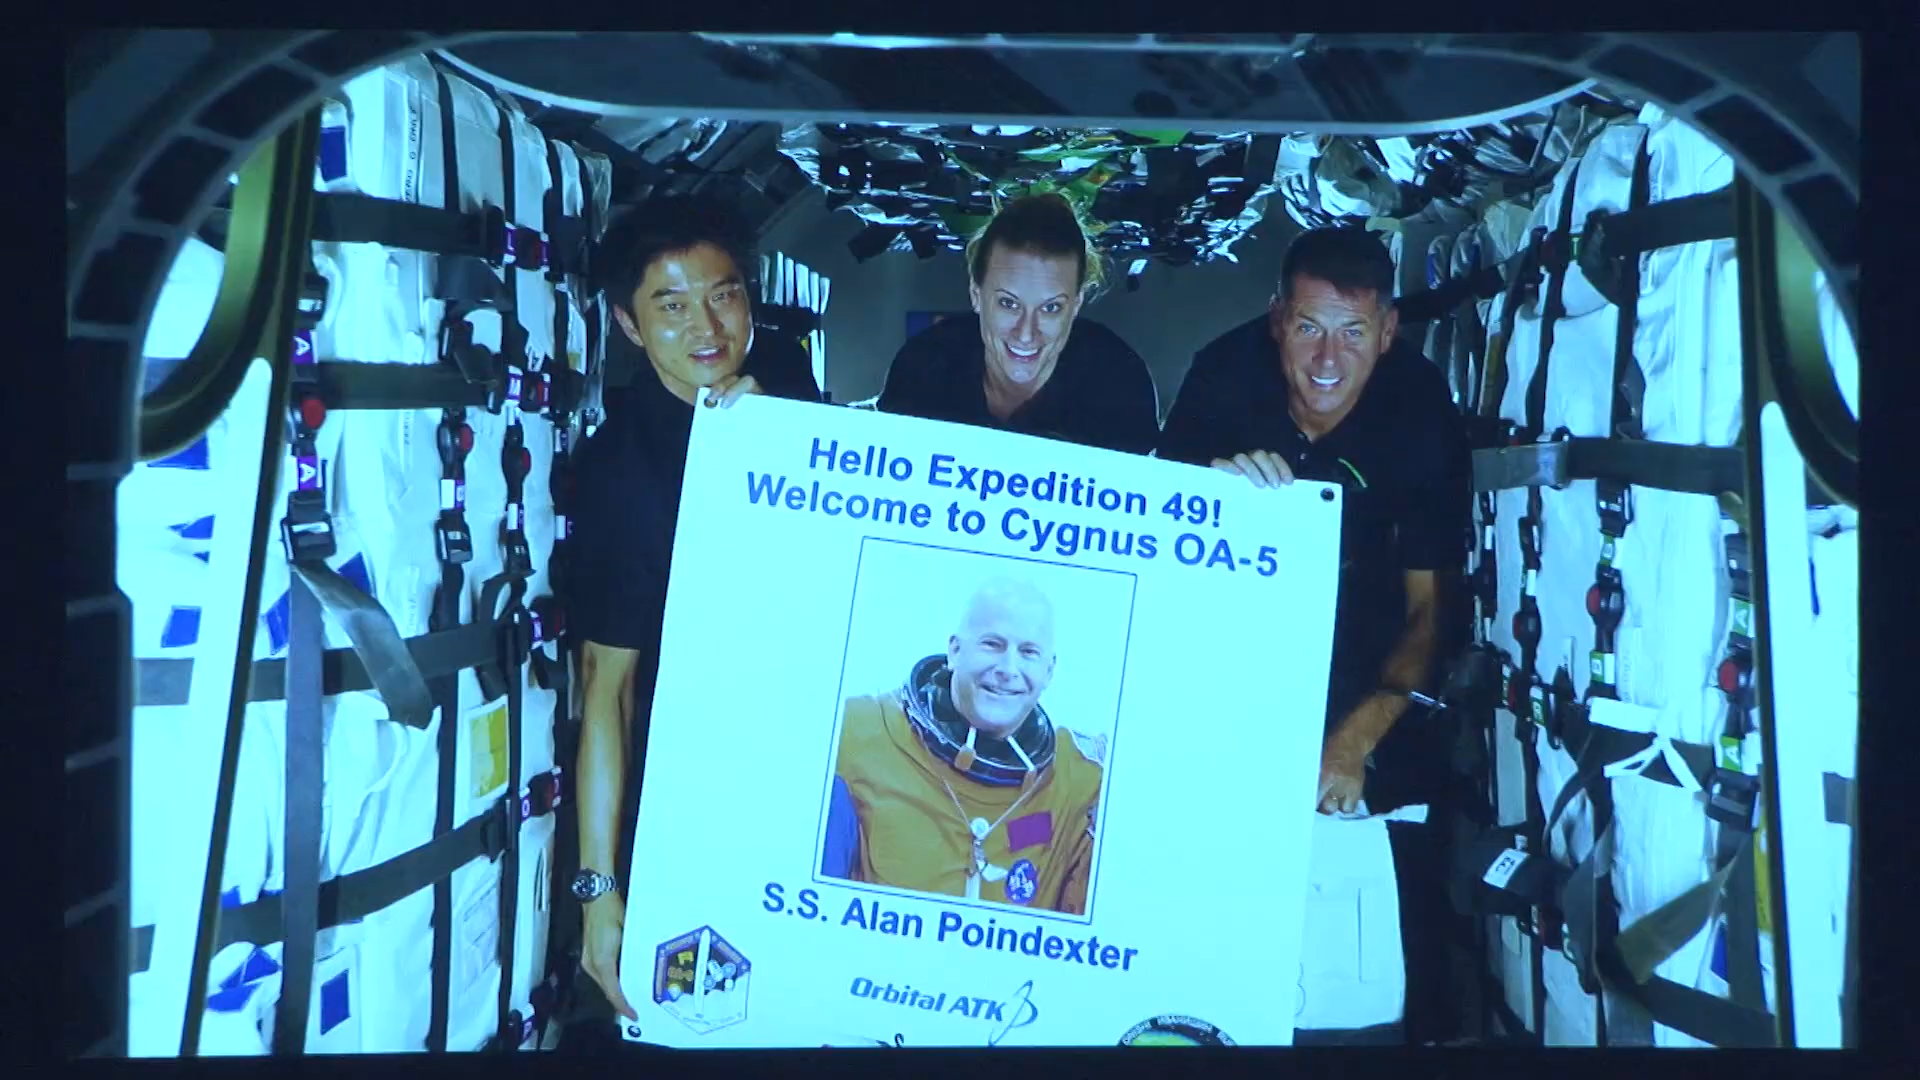 Hello Expedition 49!
Welcome to Cygnus OA-5
S.S. Alan Poindexter
Orbital ATK